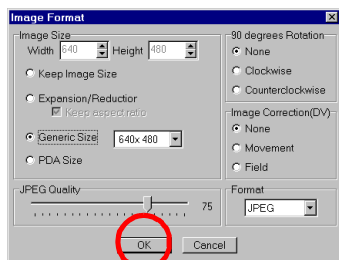 Image Format
Image Size
Width 640 Height 480
Keep Image Size
Expansion/Reduction
Keep aspect ratio
Generic Size 640x 480
PDA Size
90 degrees Rotation
None
Clockwise
Counterclockwise
Image Correction(DV)
None
Movement
Field
JPEG Quality
75
Format
JPEG
OK Cancel